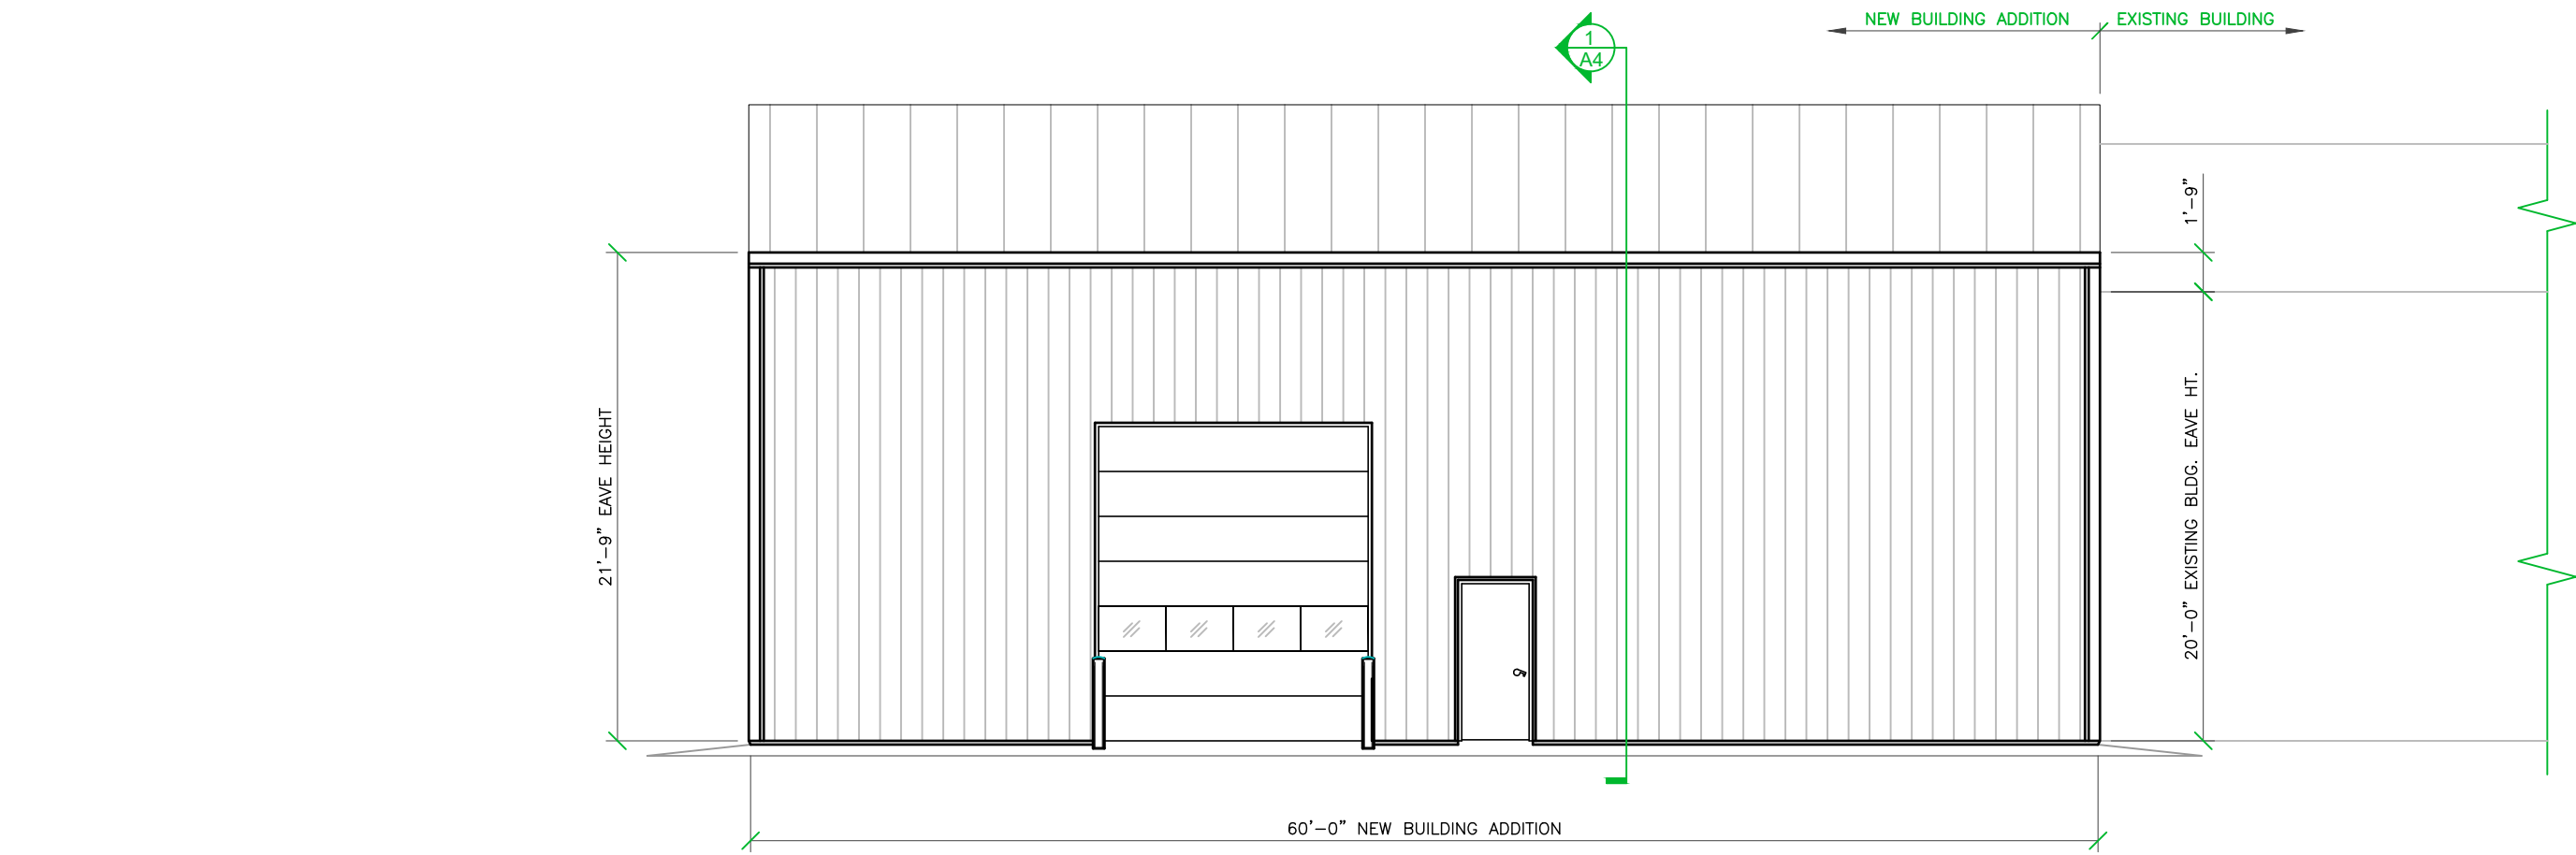 NEW BUILDING ADDITION
EXISTING BUILDING
1
A4
1'-9"
21'-9" EAVE HEIGHT
20'-0" EXISTING BLDG. EAVE HT.
60'-0" NEW BUILDING ADDITION